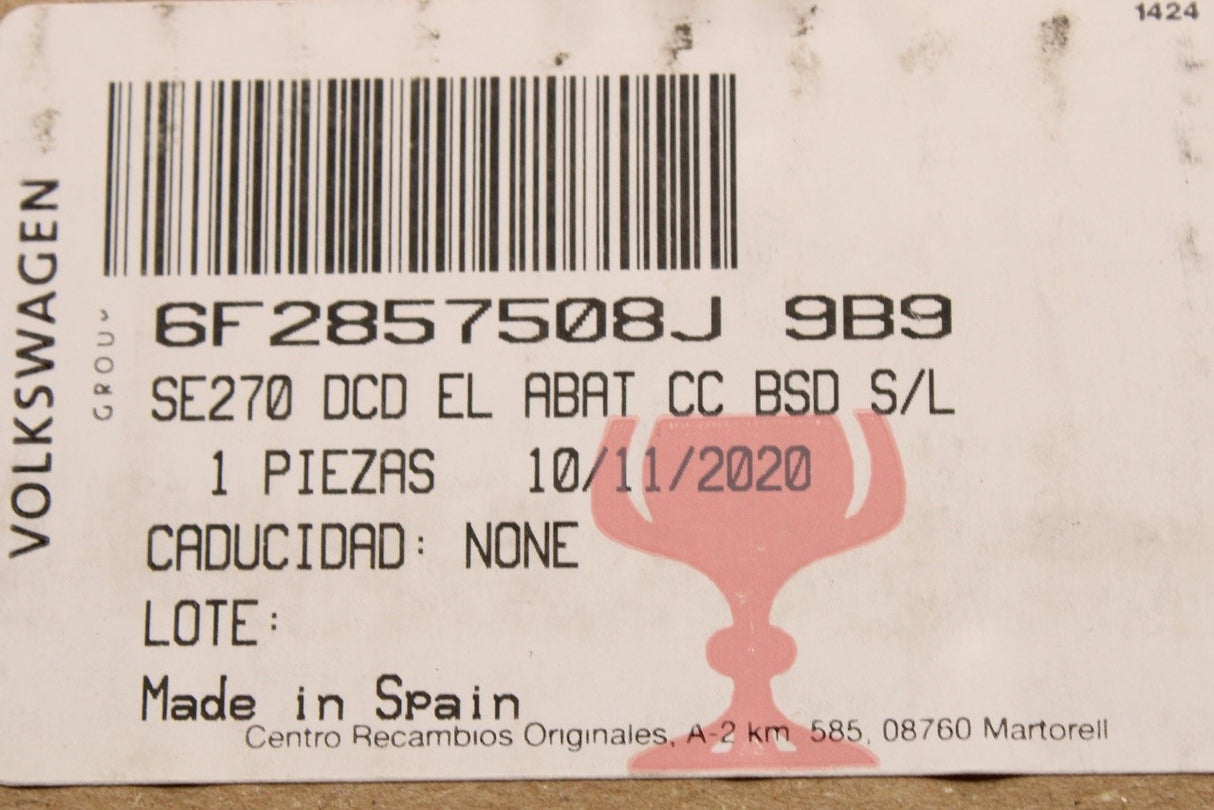 1424
VOLKSWAGEN
GROUP
6F2857508J 9B9
SE270 DCD EL ABAT CC BSD S/L
1 PIEZAS 10/11/2020
CADUCIDAD: NONE
LOTE:
Made in Spain
Centro Recambios Originales, A-2 km 585, 08760 Martorell